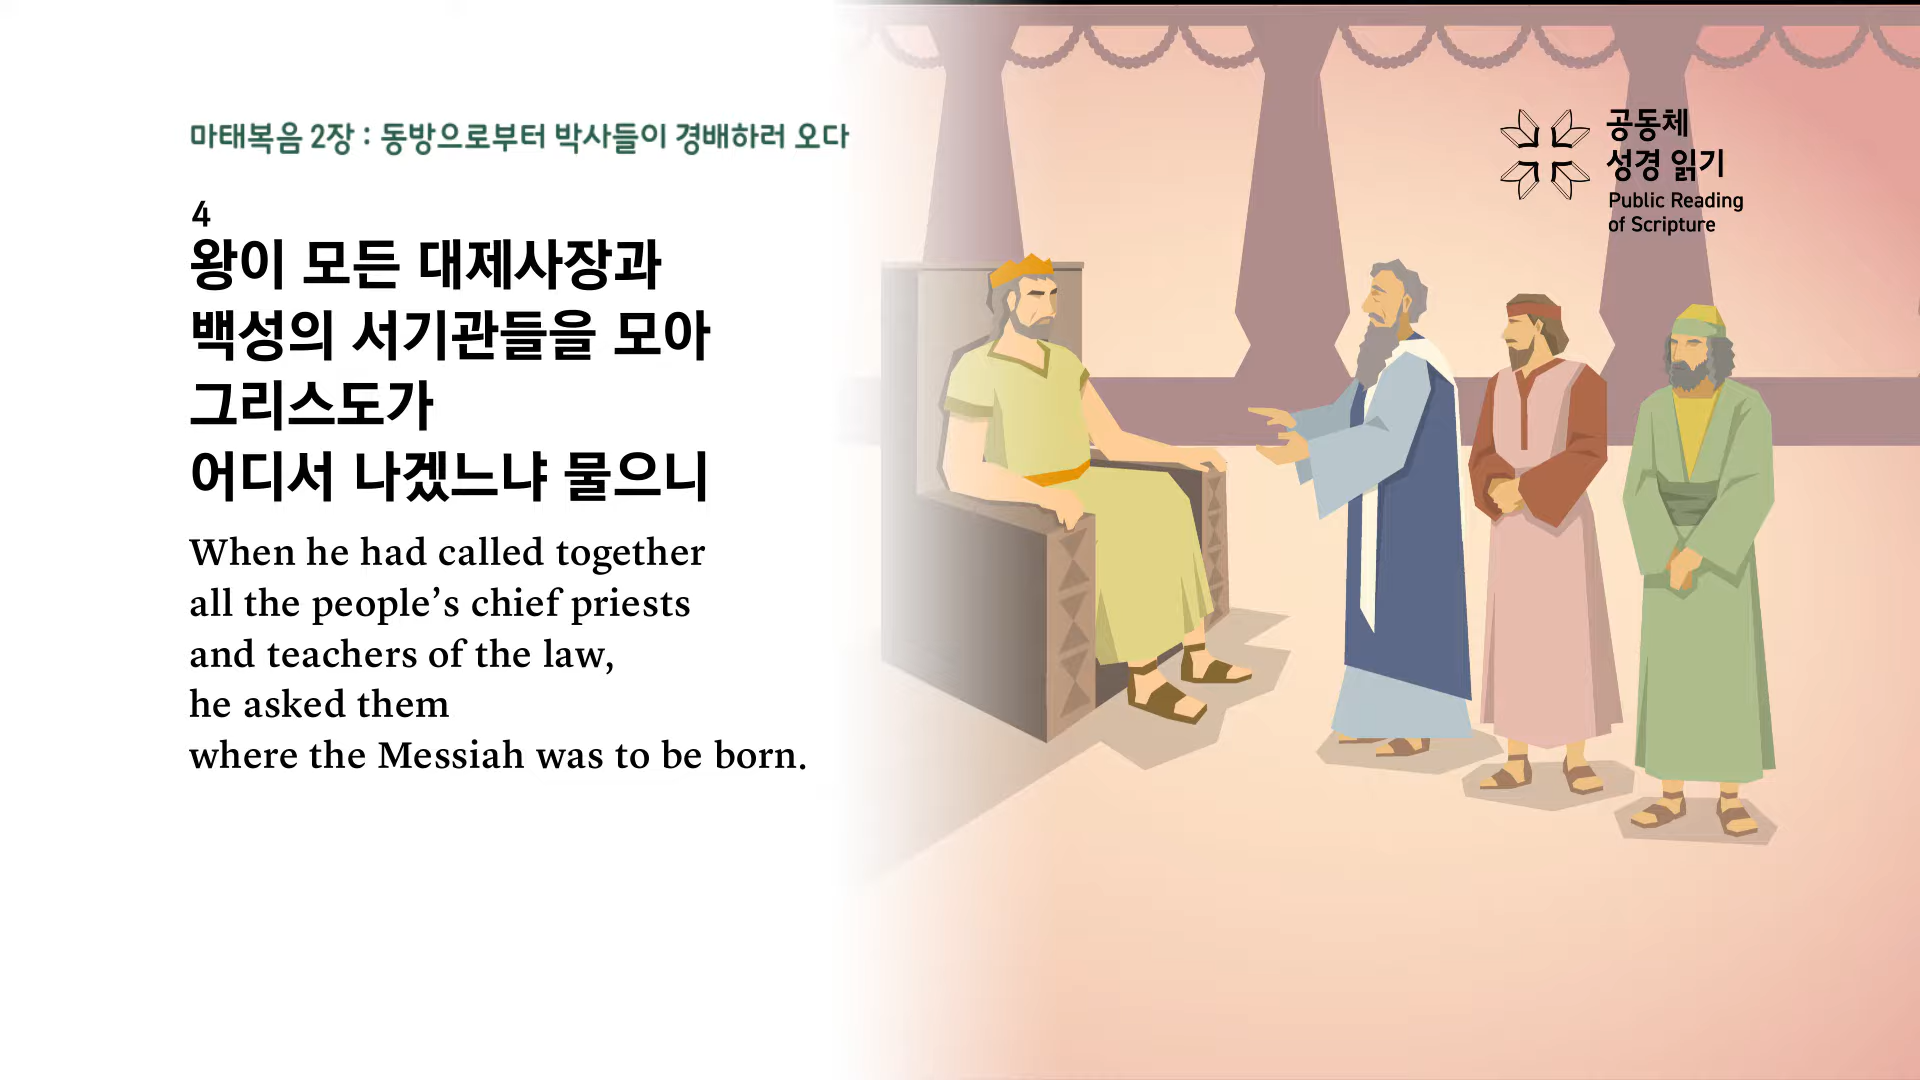 마태복음 2장 : 동방으로부터 박사들이 경배하러 오다
4
왕이 모든 대제사장과
백성의 서기관들을 모아
그리스도가
어디서 나겠느냐 물으니
When he had called together
all the people’s chief priests
and teachers of the law,
he asked them
where the Messiah was to be born.
공동체
성경 읽기
Public Reading
of Scripture